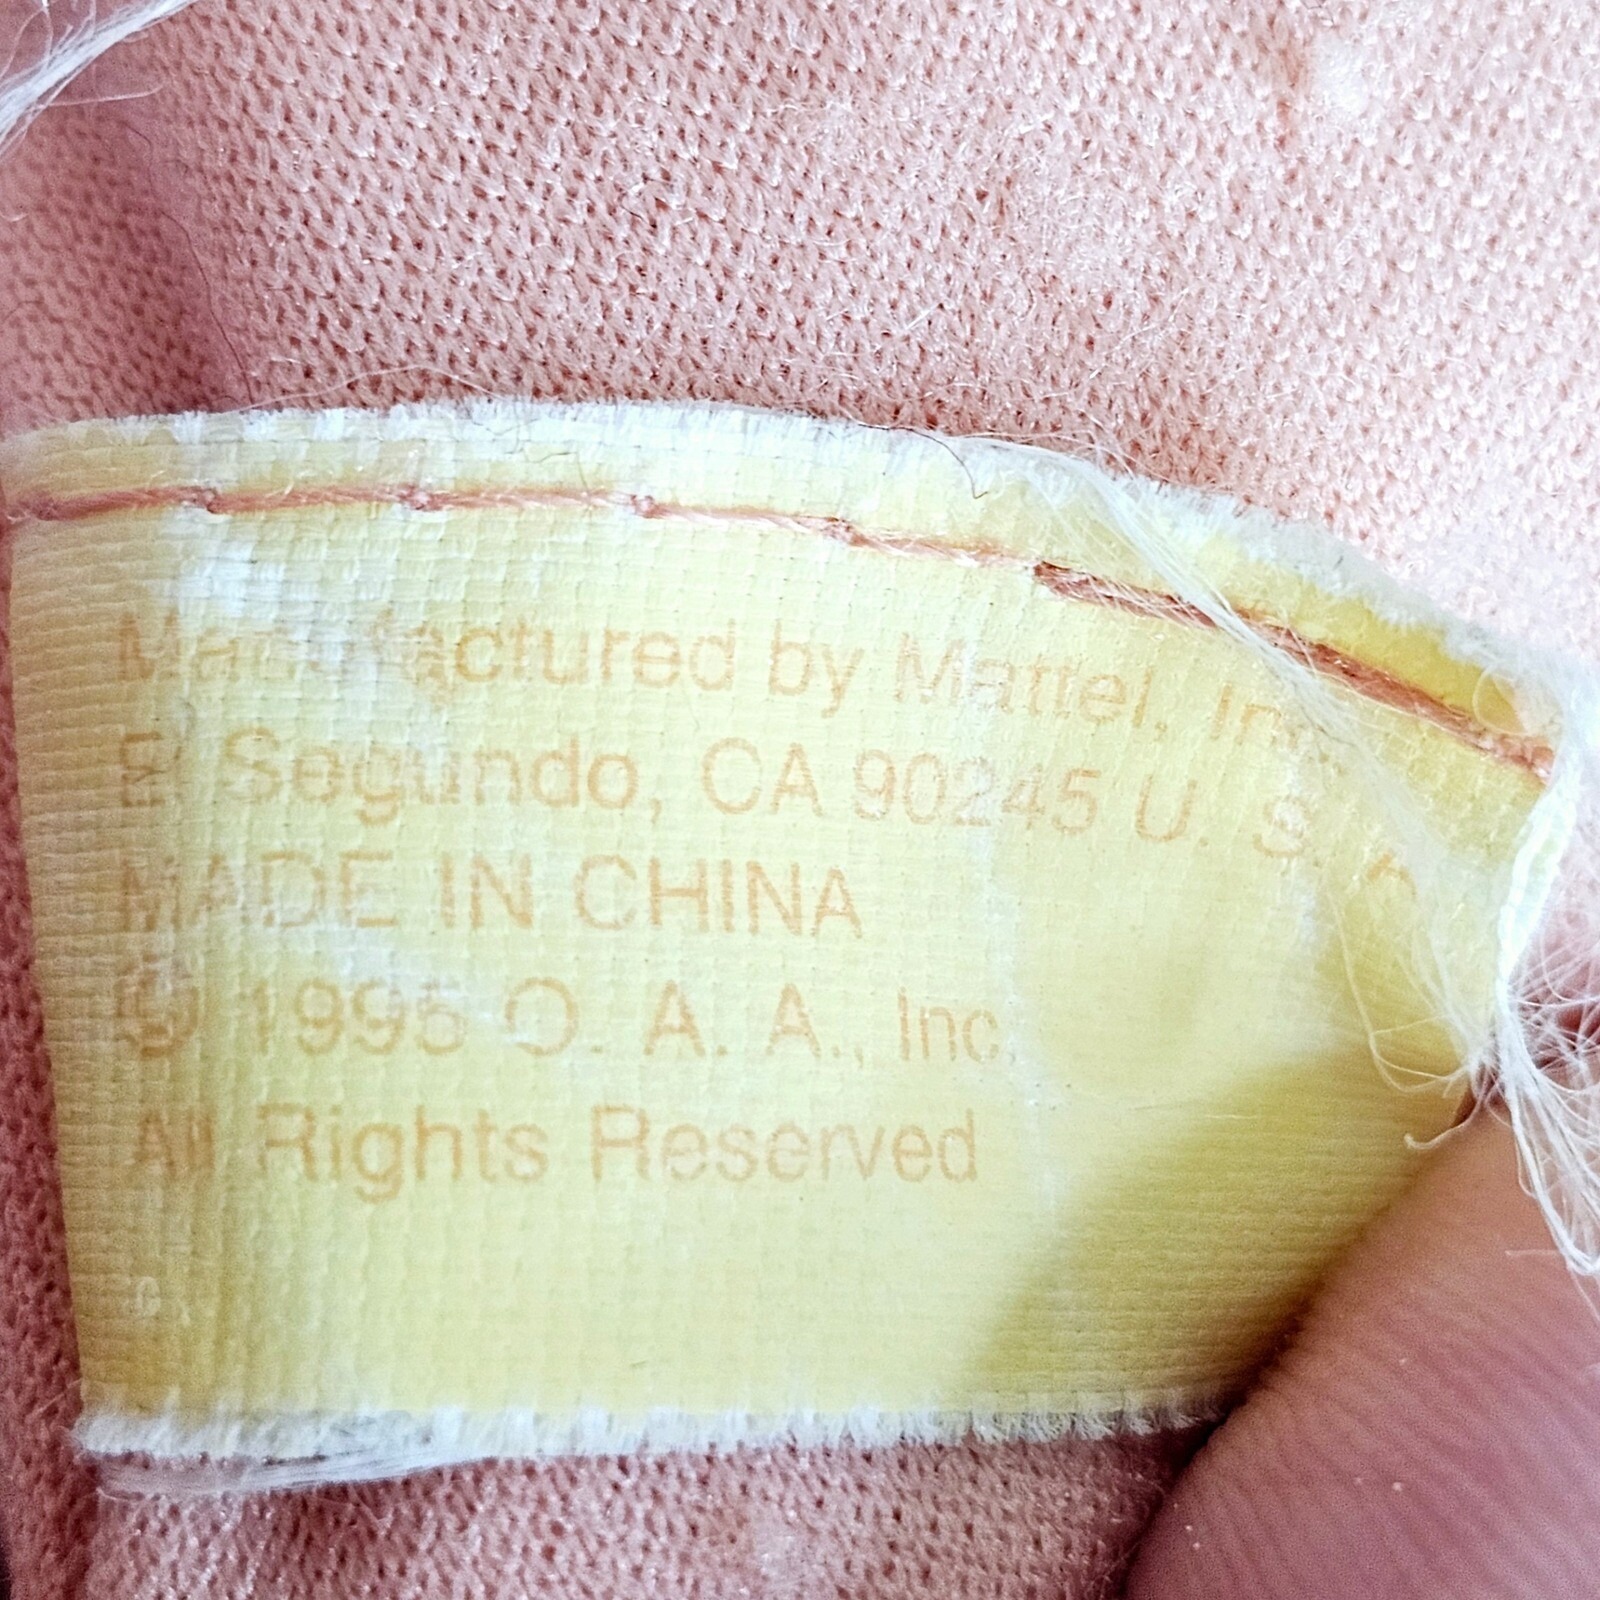 Manufactured by Mattel, Inc.
El Segundo, CA 90245 U. S. A.
MADE IN CHINA
© 1995 O. A. A., Inc.
All Rights Reserved